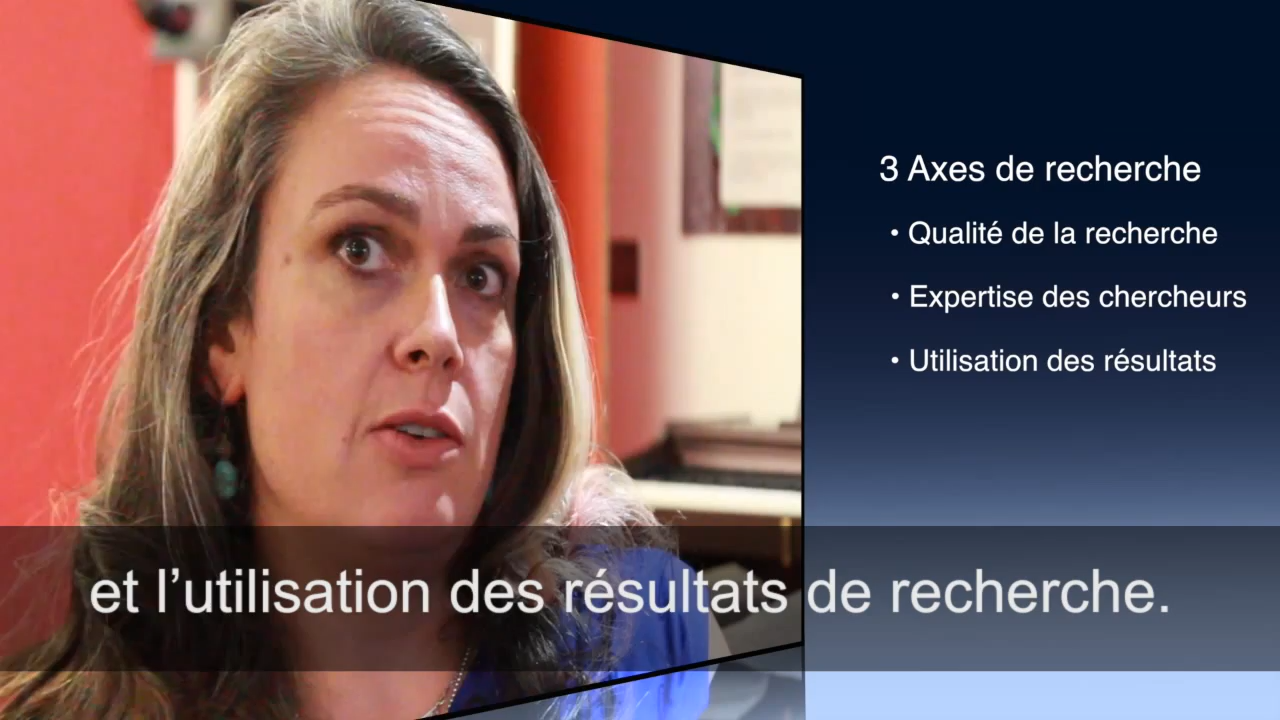 3 Axes de recherche
• Qualité de la recherche
• Expertise des chercheurs
• Utilisation des résultats
et l’utilisation des résultats de recherche.